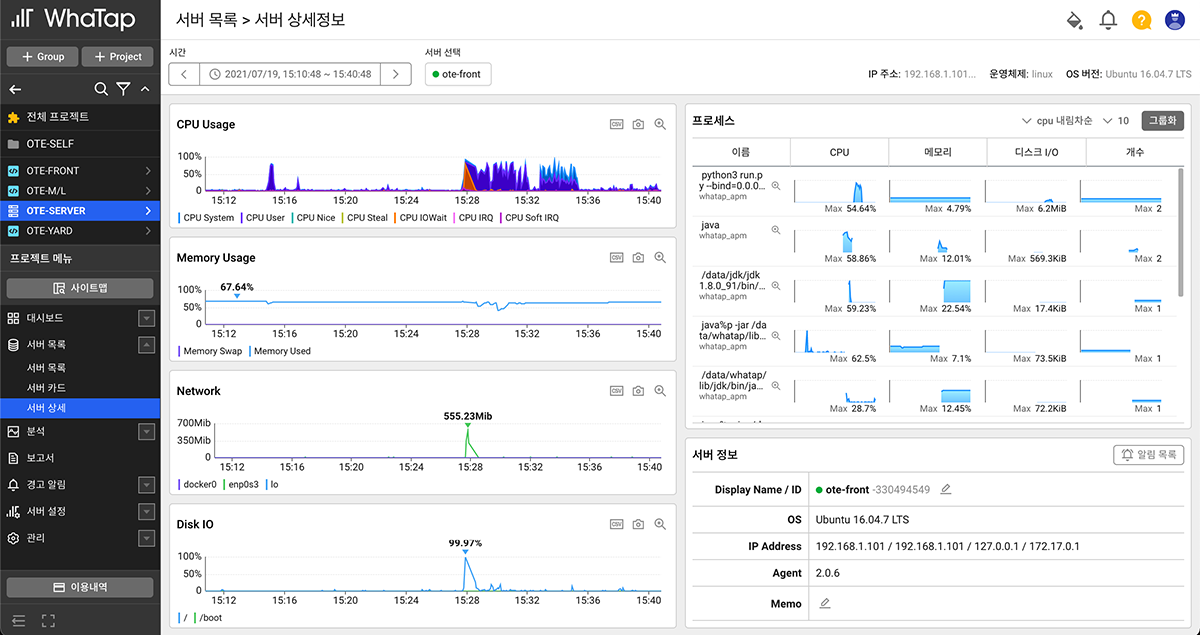 WhaTap
+ Group
+ Project
전체 프로젝트
OTE-SELF
OTE-FRONT
OTE-M/L
OTE-SERVER
OTE-YARD
프로젝트 메뉴
사이트맵
대시보드
서버 목록
서버 목록
서버 카드
서버 상세
분석
보고서
경고 알림
서버 설정
관리
이용내역
서버 목록 > 서버 상세정보
시간
2021/07/19, 15:10:48 ~ 15:40:48
서버 선택
ote-front
IP 주소: 192.168.1.101... 운영체제: linux OS 버전: Ubuntu 16.04.7 LTS
CPU Usage
CSV
100%
50%
0
15:12 15:16 15:20 15:24 15:28 15:32 15:36 15:40
CPU System CPU User CPU Nice CPU Steal CPU IOWait CPU IRQ CPU Soft IRQ
Memory Usage
CSV
67.64%
100%
50%
0
15:12 15:16 15:20 15:24 15:28 15:32 15:36 15:40
Memory Swap Memory Used
Network
CSV
555.23Mib
700Mib
350Mib
0
15:12 15:16 15:20 15:24 15:28 15:32 15:36 15:40
docker0 enp0s3 lo
Disk IO
CSV
99.97%
100%
50%
0
15:12 15:16 15:20 15:24 15:28 15:32 15:36 15:40
/ /boot
프로세스
cpu 내림차순
10
그룹화
이름 CPU 메모리 디스크 I/O 개수
python3 run.p
y --bind=0.0.0...
whatap_apm
Max 54.64% Max 4.79% Max 6.2MiB Max 2
java
whatap_apm
Max 58.86% Max 12.01% Max 569.3KiB Max 2
/data/jdk/jdk
1.8.0_91/bin/...
whatap_apm
Max 59.23% Max 22.54% Max 17.4KiB Max 1
java%p -jar /da
ta/whatap/lib...
whatap_apm
Max 62.5% Max 7.1% Max 73.5KiB Max 1
/data/whatap/
lib/jdk/bin/ja...
whatap_apm
Max 28.7% Max 12.45% Max 72.2KiB Max 1
서버 정보
알림 목록
Display Name / ID ote-front -330494549
OS Ubuntu 16.04.7 LTS
IP Address 192.168.1.101 / 192.168.1.101 / 127.0.0.1 / 172.17.0.1
Agent 2.0.6
Memo